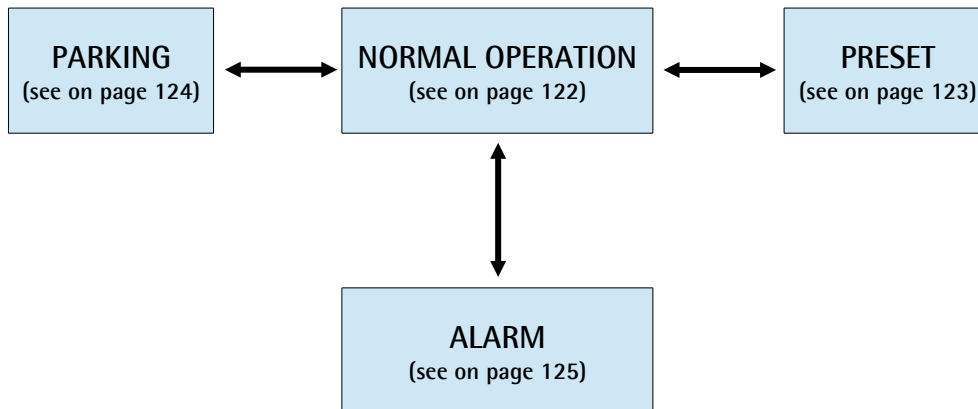 PARKING
(see on page 124)
NORMAL OPERATION
(see on page 122)
PRESET
(see on page 123)
ALARM
(see on page 125)